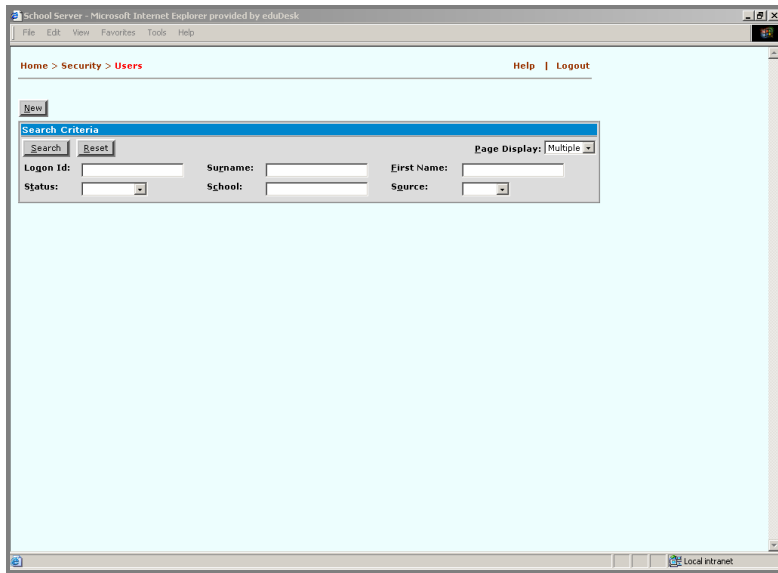 School Server - Microsoft Internet Explorer provided by eduDesk
File Edit View Favorites Tools Help
Home > Security > Users Help | Logout
New
Search Criteria
Search Reset Page Display: Multiple
Logon Id: Surname: First Name:
Status: School: Source:
Local intranet